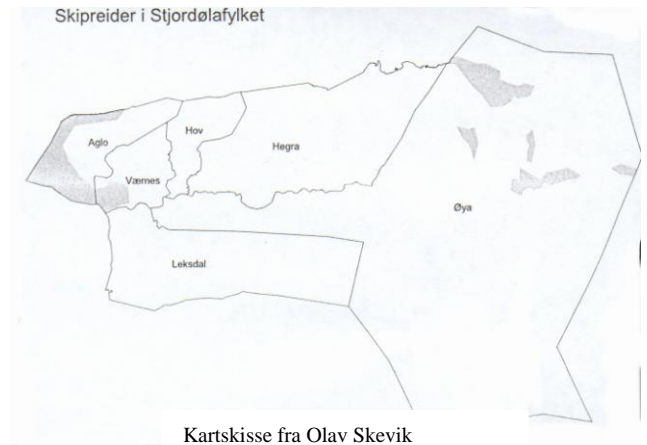 Skipreider i Stjordølafylket
Aglo
Hov
Hegra
Værnes
Øya
Leksdal
Kartskisse fra Olav Skevik